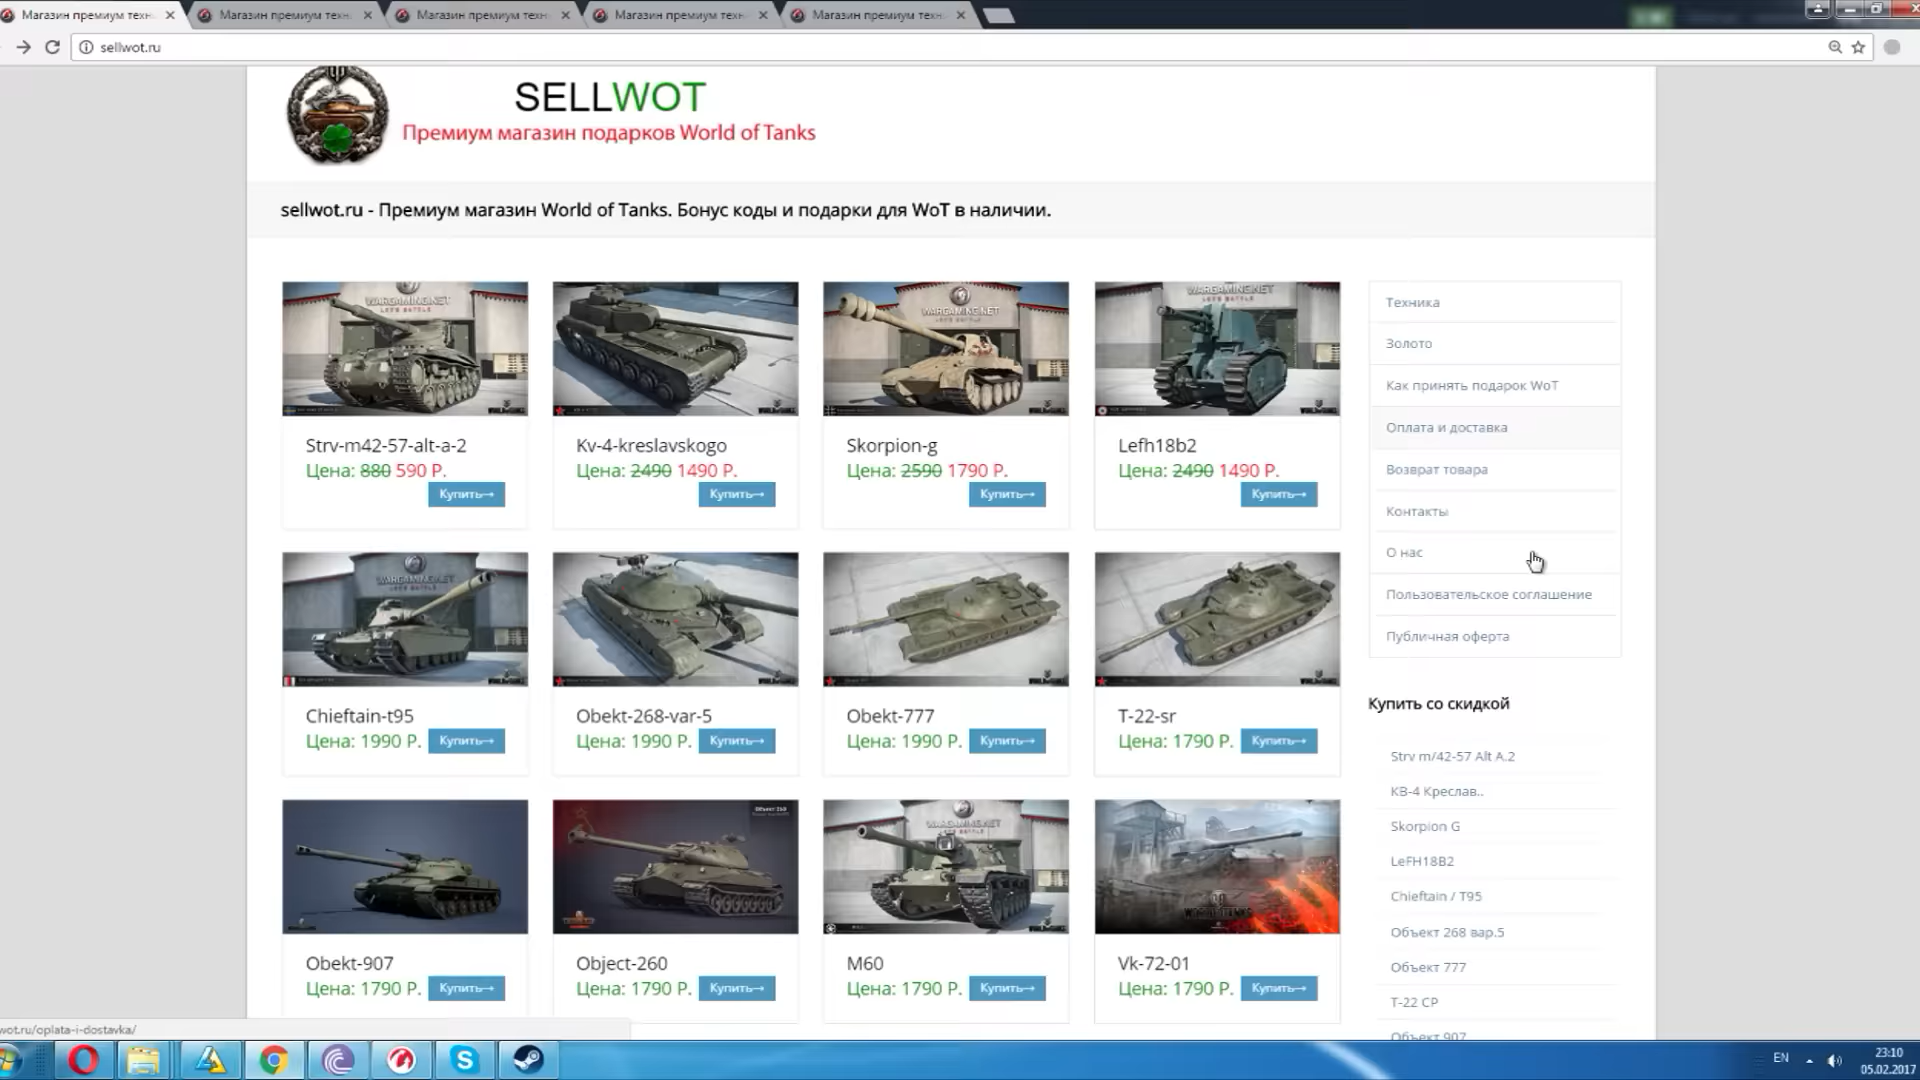 Магазин премиум техн
Магазин премиум техн
Магазин премиум техн
Магазин премиум техн
Магазин премиум техн
sellwot.ru
SELLWOT
Премиум магазин подарков World of Tanks
sellwot.ru - Премиум магазин World of Tanks. Бонус коды и подарки для WoT в наличии.
Strv-m42-57-alt-a-2
Цена: 880 590 Р.
Купить→
Kv-4-kreslavskogo
Цена: 2490 1490 Р.
Купить→
Skorpion-g
Цена: 2590 1790 Р.
Купить→
Lefh18b2
Цена: 2490 1490 Р.
Купить→
Chieftain-t95
Цена: 1990 Р. Купить→
Obekt-268-var-5
Цена: 1990 Р. Купить→
Obekt-777
Цена: 1990 Р. Купить→
T-22-sr
Цена: 1790 Р. Купить→
Obekt-907
Цена: 1790 Р. Купить→
Object-260
Цена: 1790 Р. Купить→
M60
Цена: 1790 Р. Купить→
Vk-72-01
Цена: 1790 Р. Купить→
Техника
Золото
Как принять подарок WoT
Оплата и доставка
Возврат товара
Контакты
О нас
Пользовательское соглашение
Публичная оферта
Купить со скидкой
Strv m/42-57 Alt A.2
КВ-4 Креслав..
Skorpion G
LeFH18B2
Chieftain / T95
Объект 268 вар.5
Объект 777
Т-22 СР
Объект 907
wot.ru/oplata-i-dostavka/
EN
23:10
05.02.2017